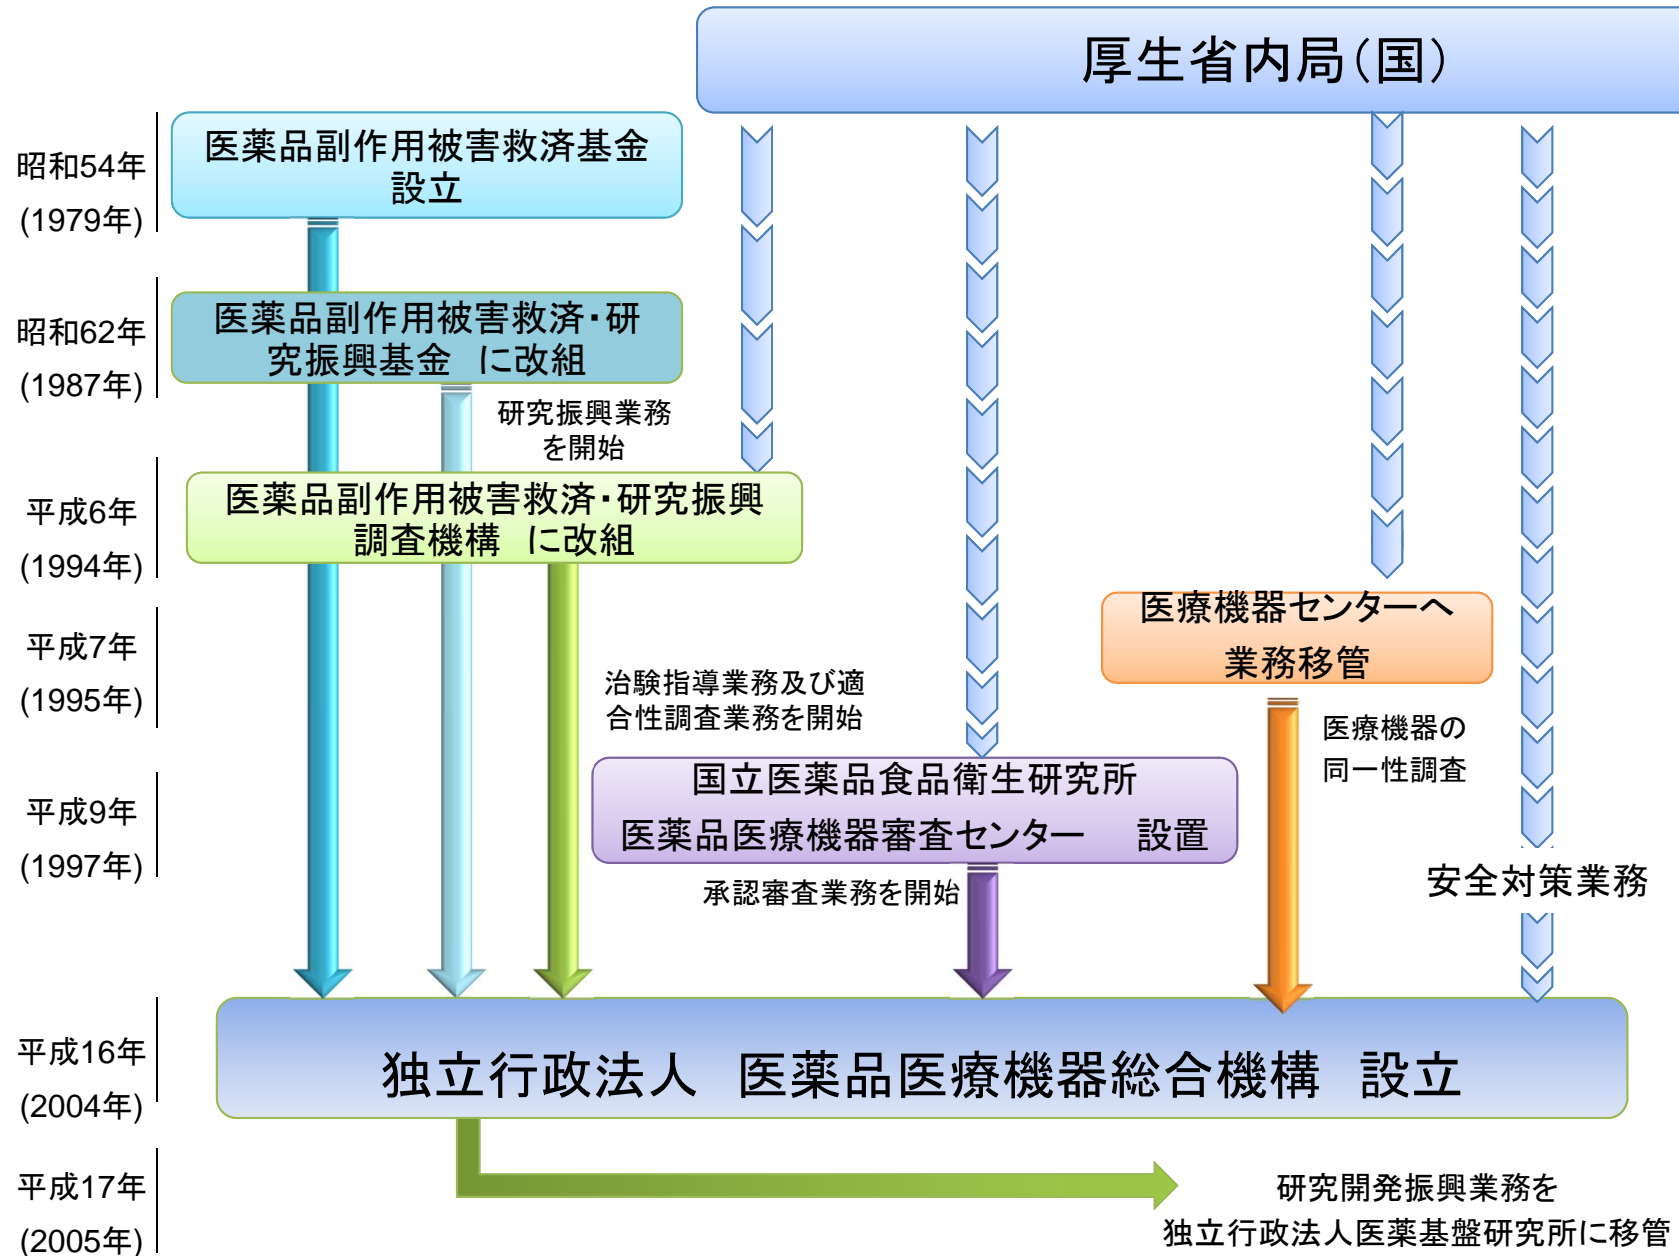 厚生省内局（国）
昭和54年
(1979年)
医薬品副作用被害救済基金
設立
昭和62年
(1987年)
医薬品副作用被害救済・研
究振興基金　に改組
研究振興業務
を開始
平成6年
(1994年)
医薬品副作用被害救済・研究振興
調査機構　に改組
平成7年
(1995年)
治験指導業務及び適
合性調査業務を開始
医療機器センターへ
業務移管
医療機器の
同一性調査
平成9年
(1997年)
国立医薬品食品衛生研究所
医薬品医療機器審査センター　設置
承認審査業務を開始
安全対策業務
平成16年
(2004年)
独立行政法人　医薬品医療機器総合機構　設立
平成17年
(2005年)
研究開発振興業務を
独立行政法人医薬基盤研究所に移管